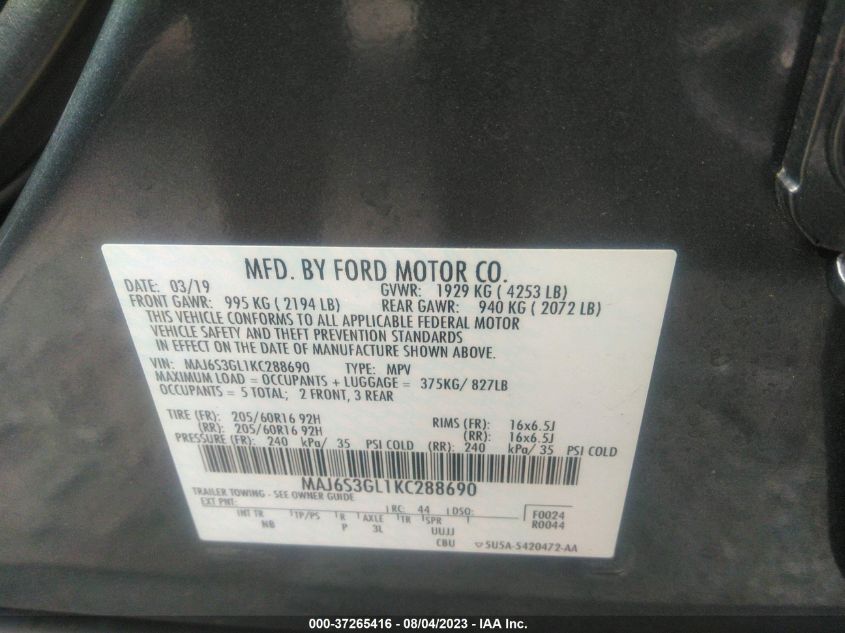 MFD. BY FORD MOTOR CO.
DATE: 03/19 GVWR: 1929 KG ( 4253 LB)
FRONT GAWR: 995 KG ( 2194 LB) REAR GAWR: 940 KG ( 2072 LB)
THIS VEHICLE CONFORMS TO ALL APPLICABLE FEDERAL MOTOR
VEHICLE SAFETY AND THEFT PREVENTION STANDARDS
IN EFFECT ON THE DATE OF MANUFACTURE SHOWN ABOVE.
VIN: MAJ6S3GL1KC288690 TYPE: MPV
MAXIMUM LOAD = OCCUPANTS + LUGGAGE = 375KG/ 827LB
OCCUPANTS = 5 TOTAL; 2 FRONT, 3 REAR
TIRE (FR): 205/60R16 92H RIMS (FR): 16x6.5J
(RR): 205/60R16 92H (RR): 16x6.5J
PRESSURE (FR): 240 kPa/ 35 PSI COLD (RR): 240 kPa/ 35 PSI COLD
MAJ6S3GL1KC288690
TRAILER TOWING - SEE OWNER GUIDE
EXT PNT: RC: 44 DSO: F0024
INT TR TP/PS R AXLE TR SPR R0044
NB P 3L UUJJ
CBU SU5A-5420472-AA
000-37265416 - 08/04/2023 - IAA Inc.